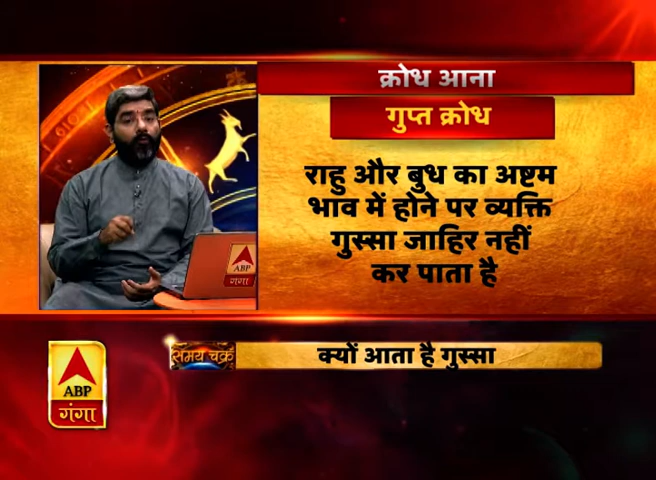 क्रोध आना
गुप्त क्रोध
राहु और बुध का अष्टम
भाव में होने पर व्यक्ति
गुस्सा जाहिर नहीं
कर पाता है
ABP
गंगा
समय चक्र
क्यों आता है गुस्सा
ABP
गंगा